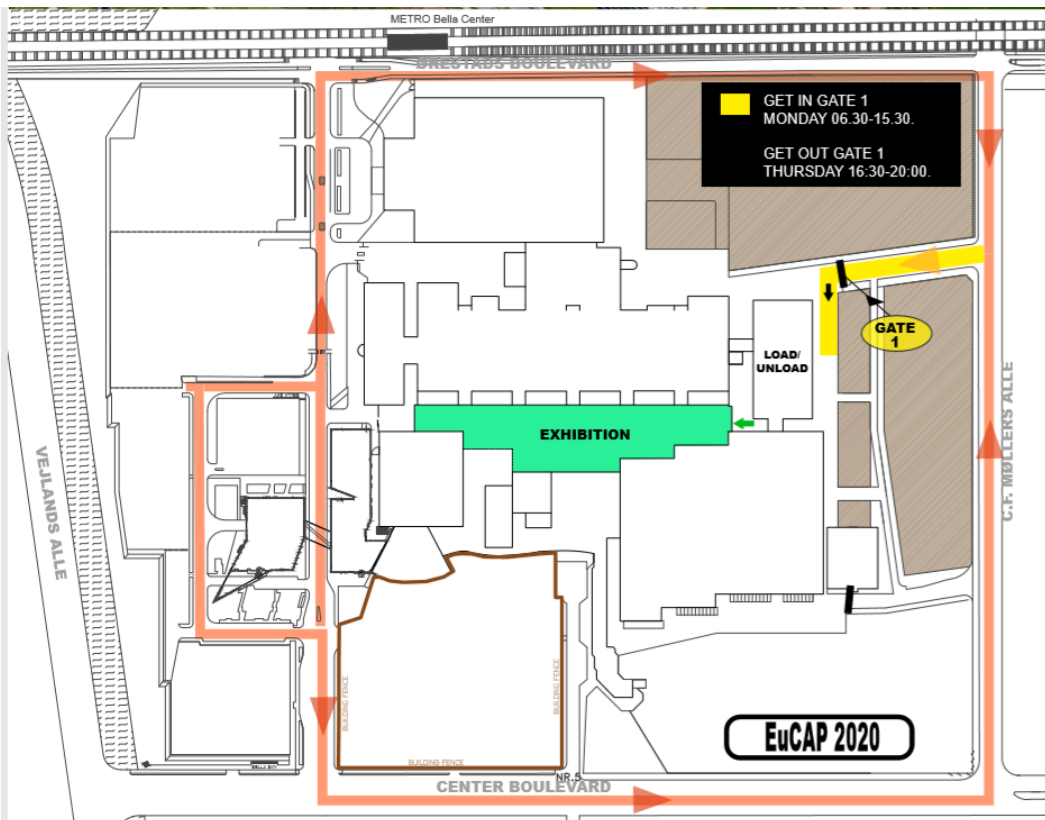 METRO Bella Center
ØRESTADS BOULEVARD
GET IN GATE 1
MONDAY 06.30-15.30.
GET OUT GATE 1
THURSDAY 16:30-20:00.
GATE
1
LOAD/
UNLOAD
EXHIBITION
VEJLANDS ALLE
C.F. MØLLERS ALLE
BUILDING FENCE
BUILDING FENCE
BUILDING FENCE
EuCAP 2020
BELLA SKY
NR.5
CENTER BOULEVARD